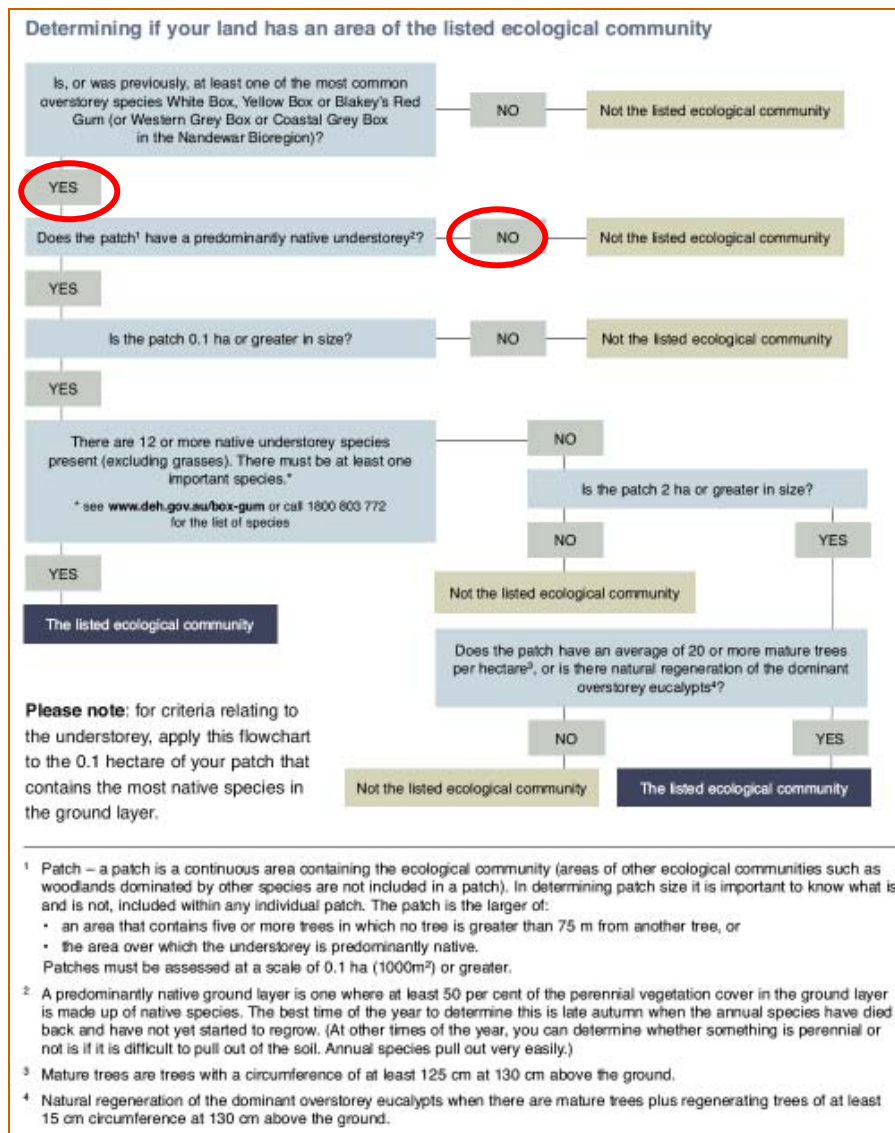 Determining if your land has an area of the listed ecological community
Is, or was previously, at least one of the most common
overstorey species White Box, Yellow Box or Blakey's Red
Gum (or Western Grey Box or Coastal Grey Box
in the Nandewar Bioregion)?
NO
Not the listed ecological community
YES
Does the patch¹ have a predominantly native understorey²?
NO
Not the listed ecological community
YES
Is the patch 0.1 ha or greater in size?
NO
Not the listed ecological community
YES
There are 12 or more native understorey species
present (excluding grasses). There must be at least one
important species.*
* see www.deh.gov.au/box-gum or call 1800 803 772
for the list of species
NO
Is the patch 2 ha or greater in size?
NO
YES
YES
Not the listed ecological community
The listed ecological community
Does the patch have an average of 20 or more mature trees
per hectare³, or is there natural regeneration of the dominant
overstorey eucalypts⁴?
NO
YES
Not the listed ecological community
The listed ecological community
Please note: for criteria relating to
the understorey, apply this flowchart
to the 0.1 hectare of your patch that
contains the most native species in
the ground layer.
¹ Patch – a patch is a continuous area containing the ecological community (areas of other ecological communities such as
woodlands dominated by other species are not included in a patch). In determining patch size it is important to know what is
and is not, included within any individual patch. The patch is the larger of:
• an area that contains five or more trees in which no tree is greater than 75 m from another tree, or
• the area over which the understorey is predominantly native.
Patches must be assessed at a scale of 0.1 ha (1000m²) or greater.
² A predominantly native ground layer is one where at least 50 per cent of the perennial vegetation cover in the ground layer
is made up of native species. The best time of the year to determine this is late autumn when the annual species have died
back and have not yet started to regrow. (At other times of the year, you can determine whether something is perennial or
not is if it is difficult to pull out of the soil. Annual species pull out very easily.)
³ Mature trees are trees with a circumference of at least 125 cm at 130 cm above the ground.
⁴ Natural regeneration of the dominant overstorey eucalypts when there are mature trees plus regenerating trees of at least
15 cm circumference at 130 cm above the ground.